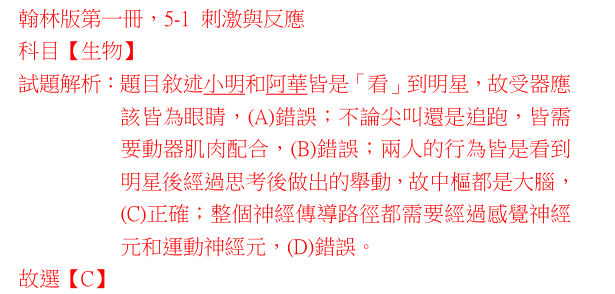 翰林版第一冊，5-1 刺激與反應
科目【生物】
試題解析：題目敘述小明和阿華皆是「看」到明星，故受器應
該皆為眼睛，(A)錯誤；不論尖叫還是追跑，皆需
要動器肌肉配合，(B)錯誤；兩人的行為皆是看到
明星後經過思考後做出的舉動，故中樞都是大腦，
(C)正確；整個神經傳導路徑都需要經過感覺神經
元和運動神經元，(D)錯誤。
故選【C】